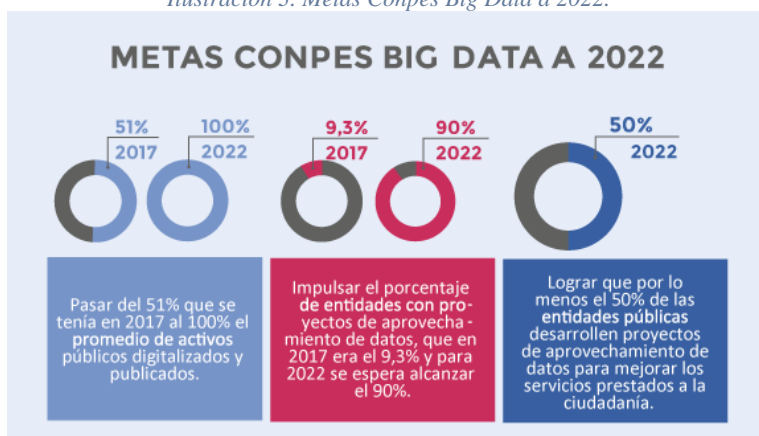 Ilustración 5. Metas Conpes Big Data a 2022.
METAS CONPES BIG DATA A 2022
51%
2017
100%
2022
9,3%
2017
90%
2022
50%
2022
Pasar del 51% que se
tenía en 2017 al 100% el
promedio de activos
públicos digitalizados y
publicados.
Impulsar el porcentaje
de entidades con pro-
yectos de aprovecha-
miento de datos, que en
2017 era el 9,3% y para
2022 se espera alcanzar
el 90%.
Lograr que por lo
menos el 50% de las
entidades públicas
desarrollen proyectos
de aprovechamiento de
datos para mejorar los
servicios prestados a la
ciudadanía.